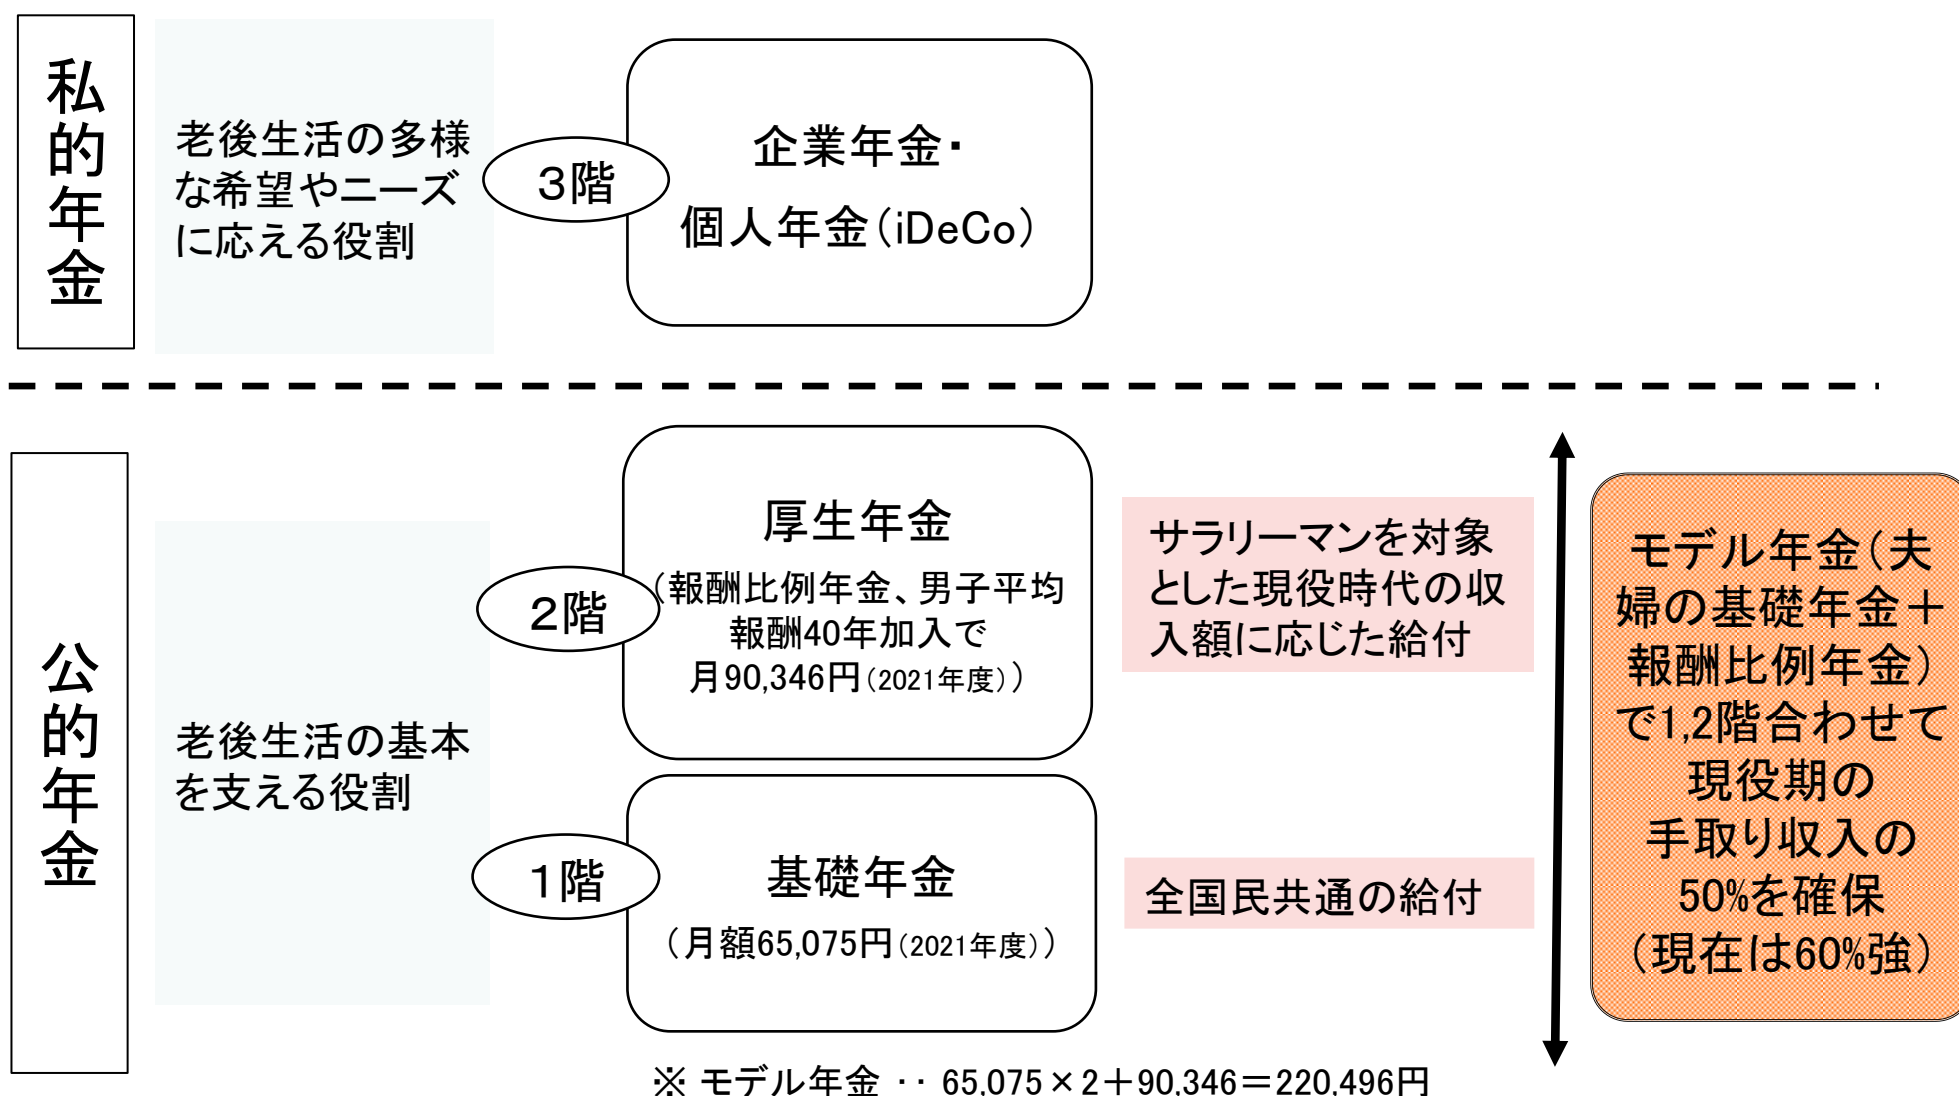 私的年金
老後生活の多様
な希望やニーズ
に応える役割
3階
企業年金・
個人年金(iDeCo)
公的年金
老後生活の基本
を支える役割
2階
厚生年金
(報酬比例年金、男子平均
報酬40年加入で
月90,346円(2021年度))
サラリーマンを対象
とした現役時代の収
入額に応じた給付
1階
基礎年金
(月額65,075円(2021年度))
全国民共通の給付
モデル年金(夫
婦の基礎年金+
報酬比例年金)
で1,2階合わせて
現役期の
手取り収入の
50%を確保
(現在は60%強)
※ モデル年金 ・・ 65,075×2+90,346=220,496円